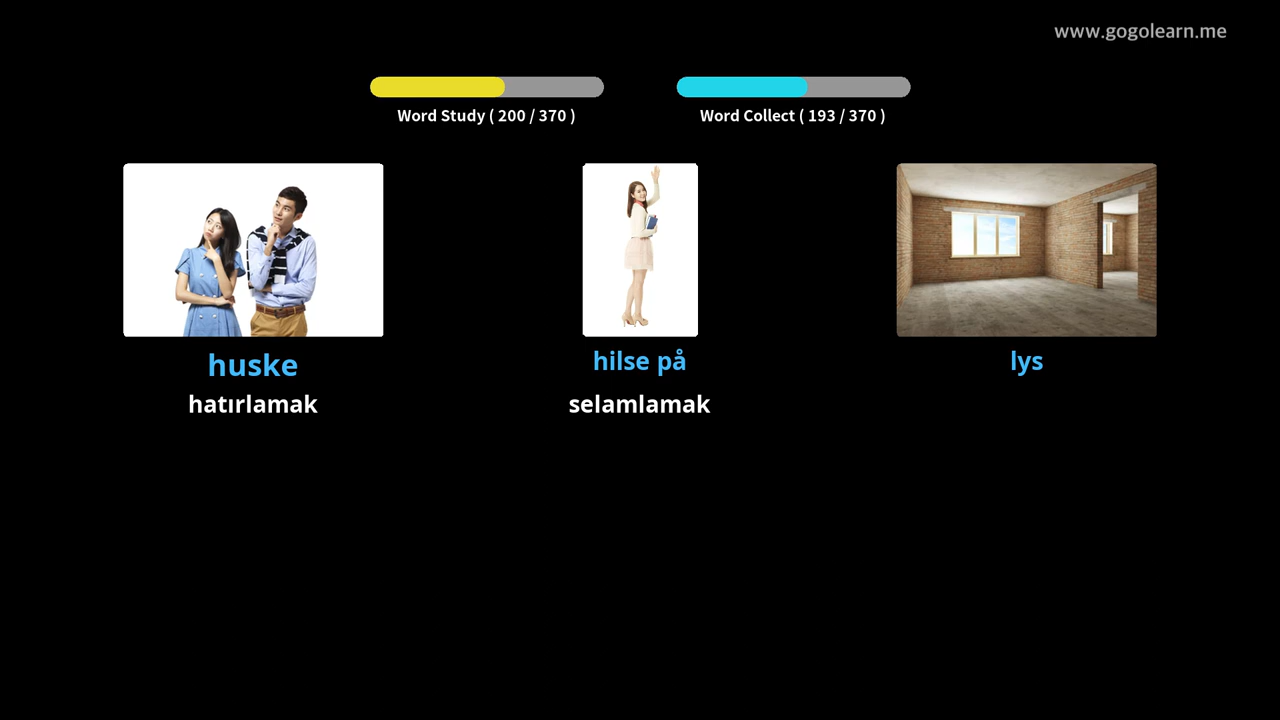 www.gogolearn.me
Word Study ( 200 / 370 )
Word Collect ( 193 / 370 )
huske
hatırlamak
hilse på
selamlamak
lys